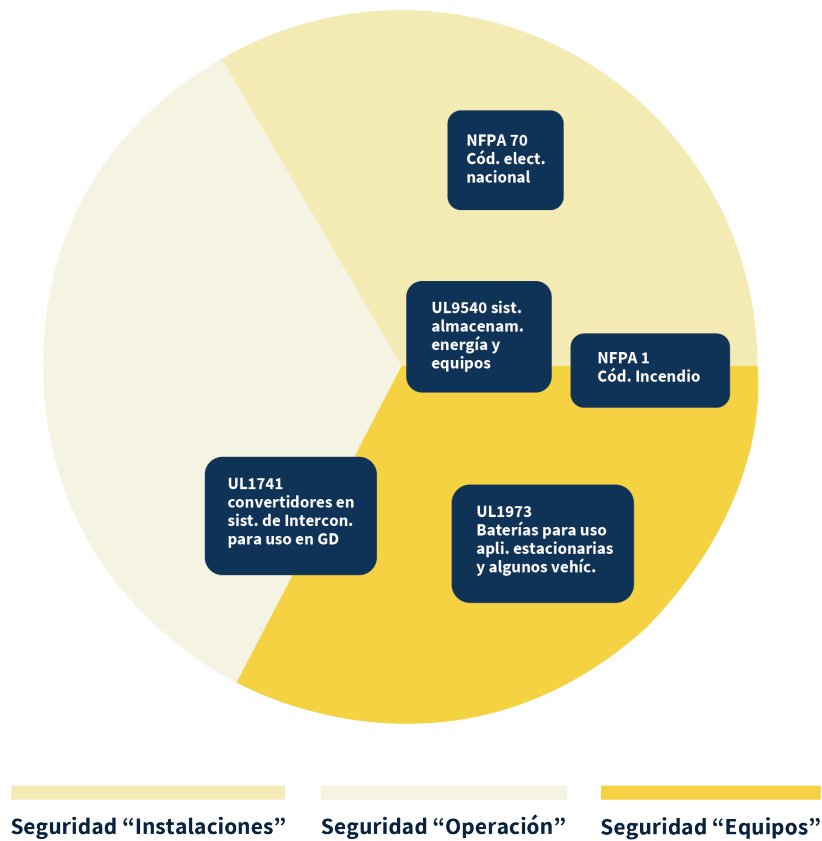 NFPA 70
Cód. elect.
nacional
UL9540 sist.
almacenam.
energía y
equipos
NFPA 1
Cód. Incendio
UL1741
convertidores en
sist. de Intercon.
para uso en GD
UL1973
Baterías para uso
apli. estacionarias
y algunos vehíc.
Seguridad “Instalaciones”
Seguridad “Operación”
Seguridad “Equipos”